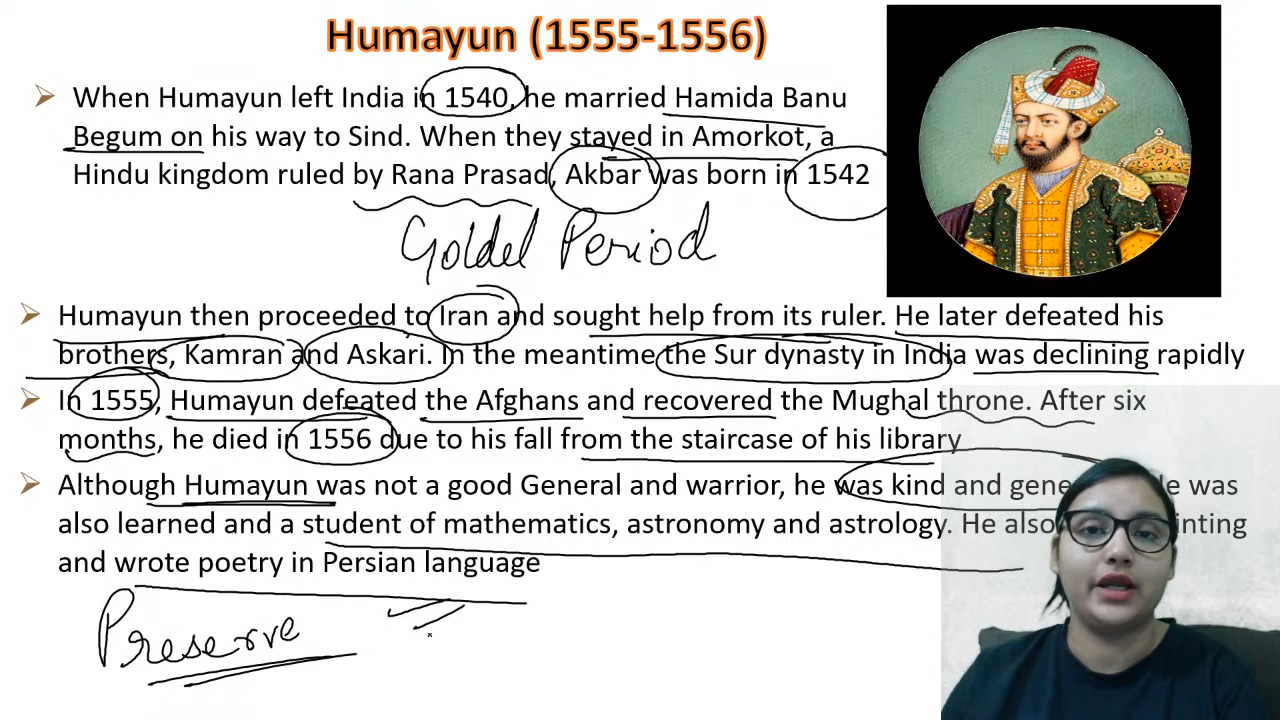 Humayun (1555-1556)
When Humayun left India in 1540, he married Hamida Banu
Begum on his way to Sind. When they stayed in Amorkot, a
Hindu kingdom ruled by Rana Prasad, Akbar was born in 1542
Goldel Period
Humayun then proceeded to Iran and sought help from its ruler. He later defeated his
brothers, Kamran and Askari. In the meantime the Sur dynasty in India was declining rapidly
In 1555, Humayun defeated the Afghans and recovered the Mughal throne. After six
months, he died in 1556 due to his fall from the staircase of his library
Although Humayun was not a good General and warrior, he was kind and He was
also learned and a student of mathematics, astronomy and astrology. He also
and wrote poetry in Persian language
Preserve